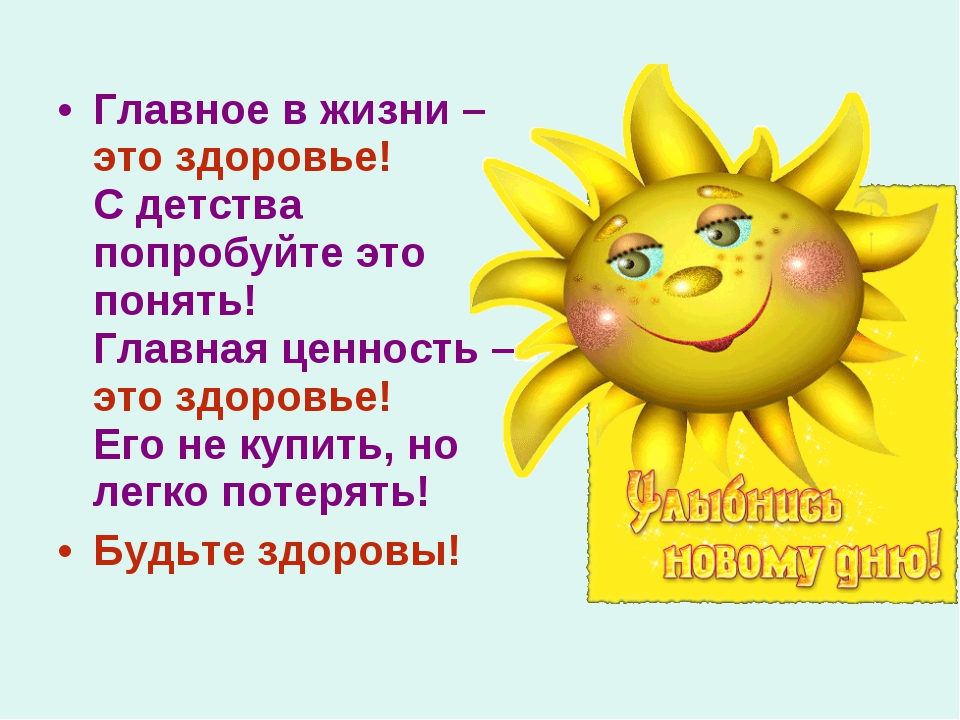 • Главное в жизни –
это здоровье!
С детства
попробуйте это
понять!
Главная ценность –
это здоровье!
Его не купить, но
легко потерять!
• Будьте здоровы!
Улыбнись
новому дню!